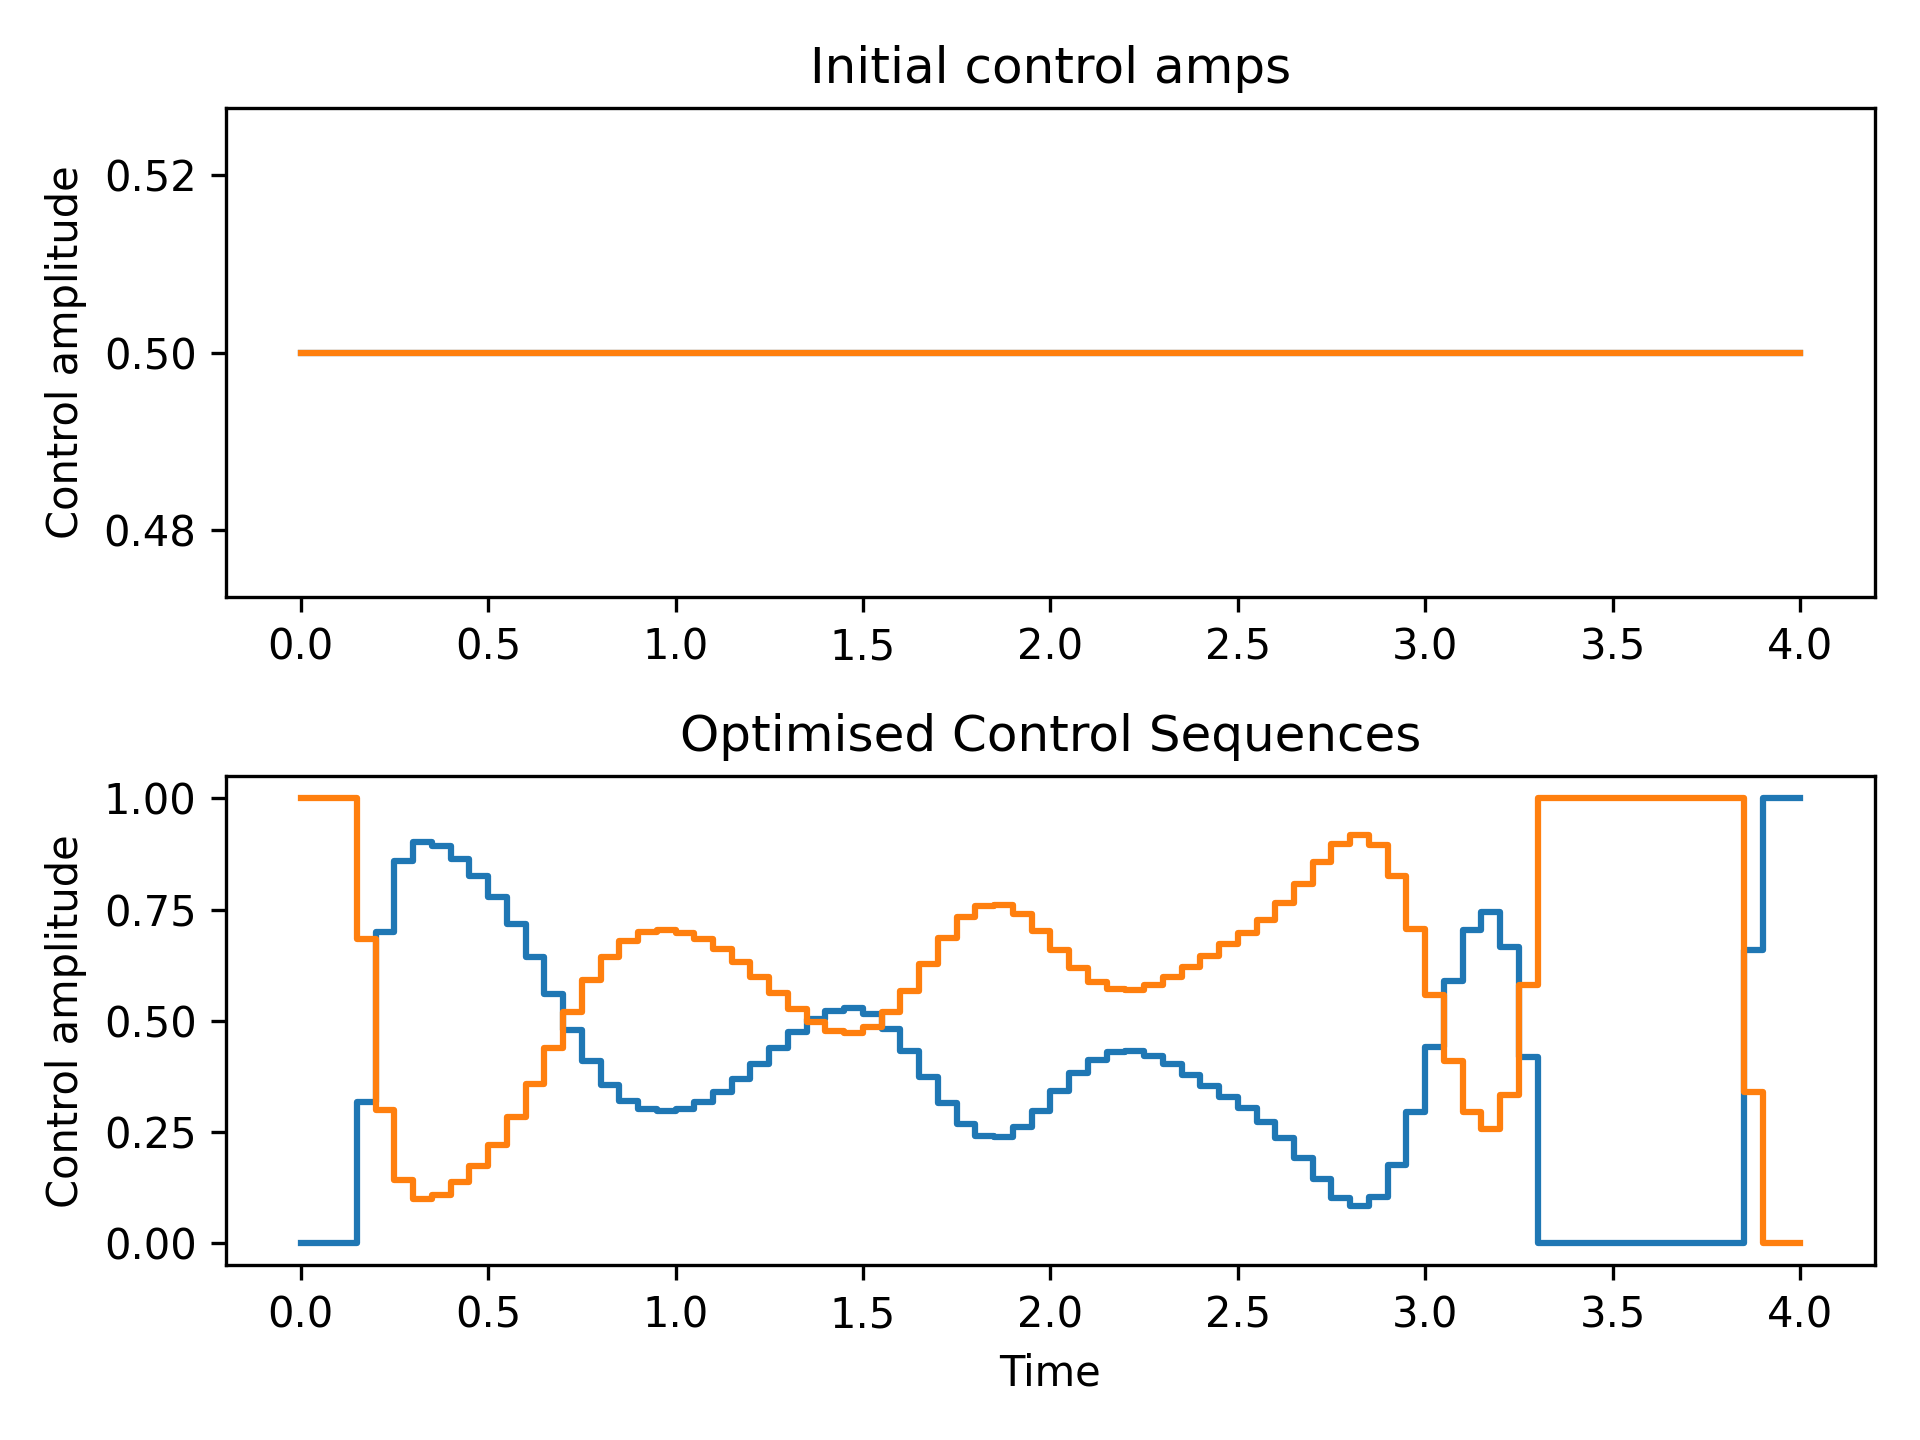 Initial control amps
Control amplitude
0.52
0.50
0.48
0.0 0.5 1.0 1.5 2.0 2.5 3.0 3.5 4.0
Optimised Control Sequences
Control amplitude
1.00
0.75
0.50
0.25
0.00
0.0 0.5 1.0 1.5 2.0 2.5 3.0 3.5 4.0
Time